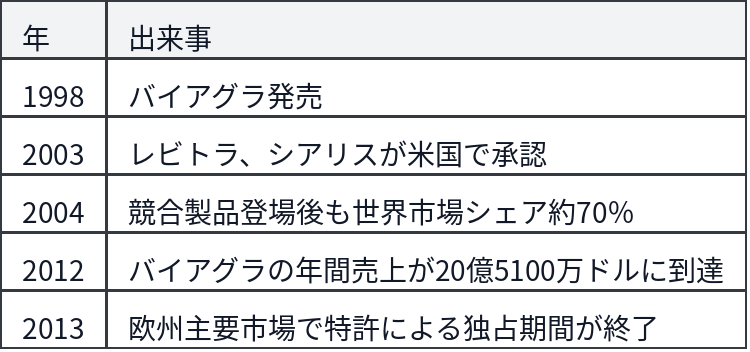 年 出来事
1998 バイアグラ発売
2003 レビトラ、シアリスが米国で承認
2004 競合製品登場後も世界市場シェア約70%
2012 バイアグラの年間売上が20億5100万ドルに到達
2013 欧州主要市場で特許による独占期間が終了